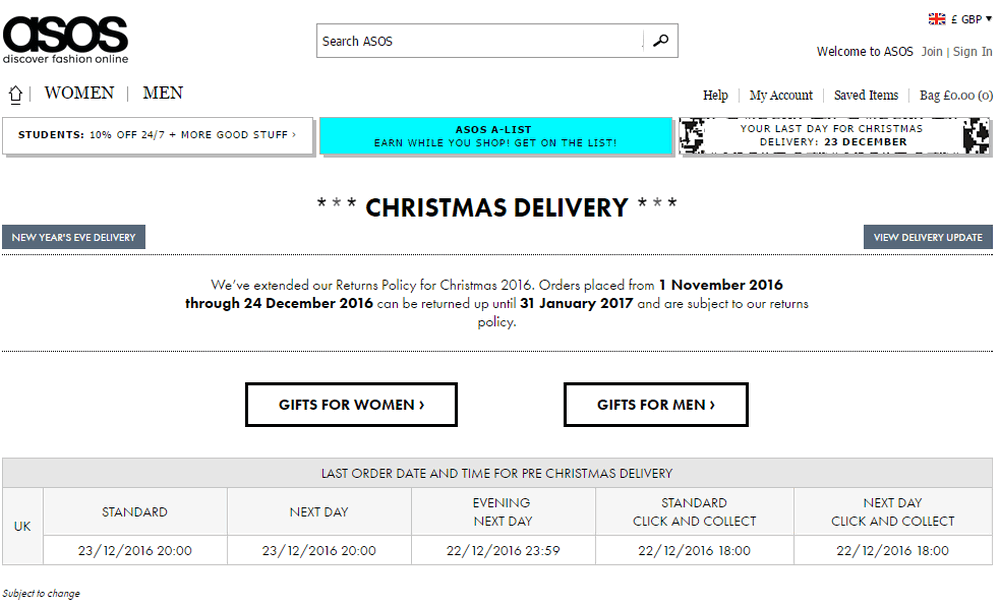 asos
discover fashion online
Search ASOS
£ GBP ▼
Welcome to ASOS Join | Sign In
WOMEN | MEN
Help | My Account | Saved Items | Bag £0.00 (0)
STUDENTS: 10% OFF 24/7 + MORE GOOD STUFF ›
ASOS A-LIST
EARN WHILE YOU SHOP! GET ON THE LIST!
YOUR LAST DAY FOR CHRISTMAS
DELIVERY: 23 DECEMBER
*** CHRISTMAS DELIVERY ***
NEW YEAR'S EVE DELIVERY
VIEW DELIVERY UPDATE
We've extended our Returns Policy for Christmas 2016. Orders placed from 1 November 2016
through 24 December 2016 can be returned up until 31 January 2017 and are subject to our returns
policy.
GIFTS FOR WOMEN ›
GIFTS FOR MEN ›
LAST ORDER DATE AND TIME FOR PRE CHRISTMAS DELIVERY
UK
STANDARD
NEXT DAY
EVENING
NEXT DAY
STANDARD
CLICK AND COLLECT
NEXT DAY
CLICK AND COLLECT
23/12/2016 20:00
23/12/2016 20:00
22/12/2016 23:59
22/12/2016 18:00
22/12/2016 18:00
Subject to change